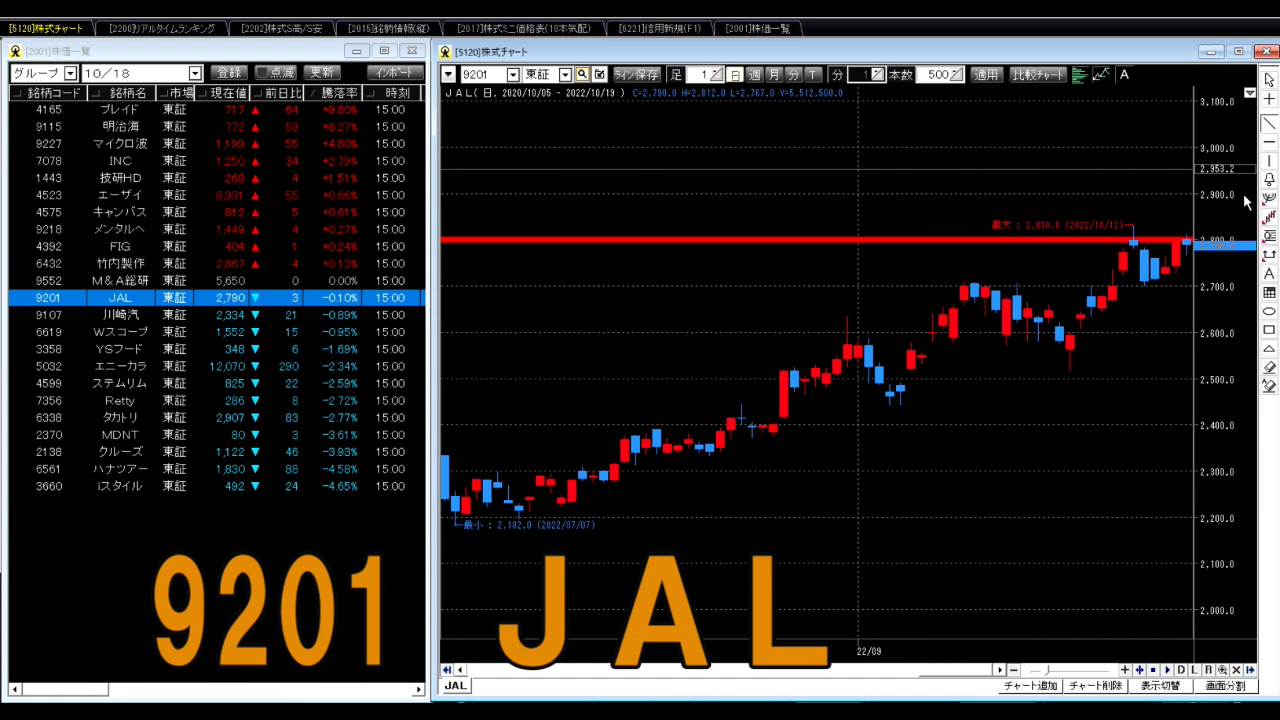 [5120]株式チャート [2200]リアルタイムランキング [2202]株式S高/S安 [2015]銘柄情報(縦) [2017]株式ミニ価格表(10本気配) [6221]信用新規(F1) [2001]株価一覧
[2001]株価一覧
グループ 10/18 登録 点滅 更新 インポート
銘柄コード 銘柄名 市場 現在値 前日比 騰落率 時刻
4165 プレイド 東証 717 ▲ 64 +9.80% 15:00
9115 明治海 東証 772 ▲ 59 +8.27% 15:00
9227 マイクロ波 東証 1,199 ▲ 55 +4.80% 15:00
7078 INC 東証 1,250 ▲ 34 +2.79% 15:00
1443 技研HD 東証 268 ▲ 4 +1.51% 15:00
4523 エーザイ 東証 8,331 ▲ 55 +0.66% 15:00
4575 キャンバス 東証 812 ▲ 5 +0.61% 15:00
9218 メンタルヘ 東証 1,449 ▲ 4 +0.27% 15:00
4392 FIG 東証 404 ▲ 1 +0.24% 15:00
6432 竹内製作 東証 2,867 ▲ 4 +0.13% 15:00
9552 M&A総研 東証 5,650 0 0.00% 15:00
9201 JAL 東証 2,790 ▼ 3 -0.10% 15:00
9107 川崎汽 東証 2,334 ▼ 21 -0.89% 15:00
6619 Wスコープ 東証 1,552 ▼ 15 -0.95% 15:00
3358 YSフード 東証 348 ▼ 6 -1.69% 15:00
5032 エニーカラ 東証 12,070 ▼ 290 -2.34% 15:00
4599 ステムリム 東証 825 ▼ 22 -2.59% 15:00
7356 Retty 東証 286 ▼ 8 -2.72% 15:00
6338 タカトリ 東証 2,907 ▼ 83 -2.77% 15:00
2370 MDNT 東証 80 ▼ 3 -3.61% 15:00
2138 クルーズ 東証 1,122 ▼ 46 -3.93% 15:00
6561 ハナツアー 東証 1,830 ▼ 88 -4.58% 15:00
3660 iスタイル 東証 492 ▼ 24 -4.65% 15:00
9201
[5120]株式チャート
9201 東証 ライン保存 足 1 日 週 月 分 T 分 1 本数 500 適用 比較チャート A
JAL( 日, 2020/10/05 - 2022/10/19 ) C=2,790.0 H=2,812.0 L=2,767.0 V=5,512,500.0
3,100.0
3,000.0
2,953.2
2,900.0
最大 : 2,830.0 (2022/10/12)
2,800.0
2,700.0
2,600.0
2,500.0
2,400.0
2,300.0
最小 : 2,182.0 (2022/07/07)
2,200.0
2,100.0
2,000.0
JAL
22/09
D L R
JAL チャート追加 チャート削除 表示切替 画面分割